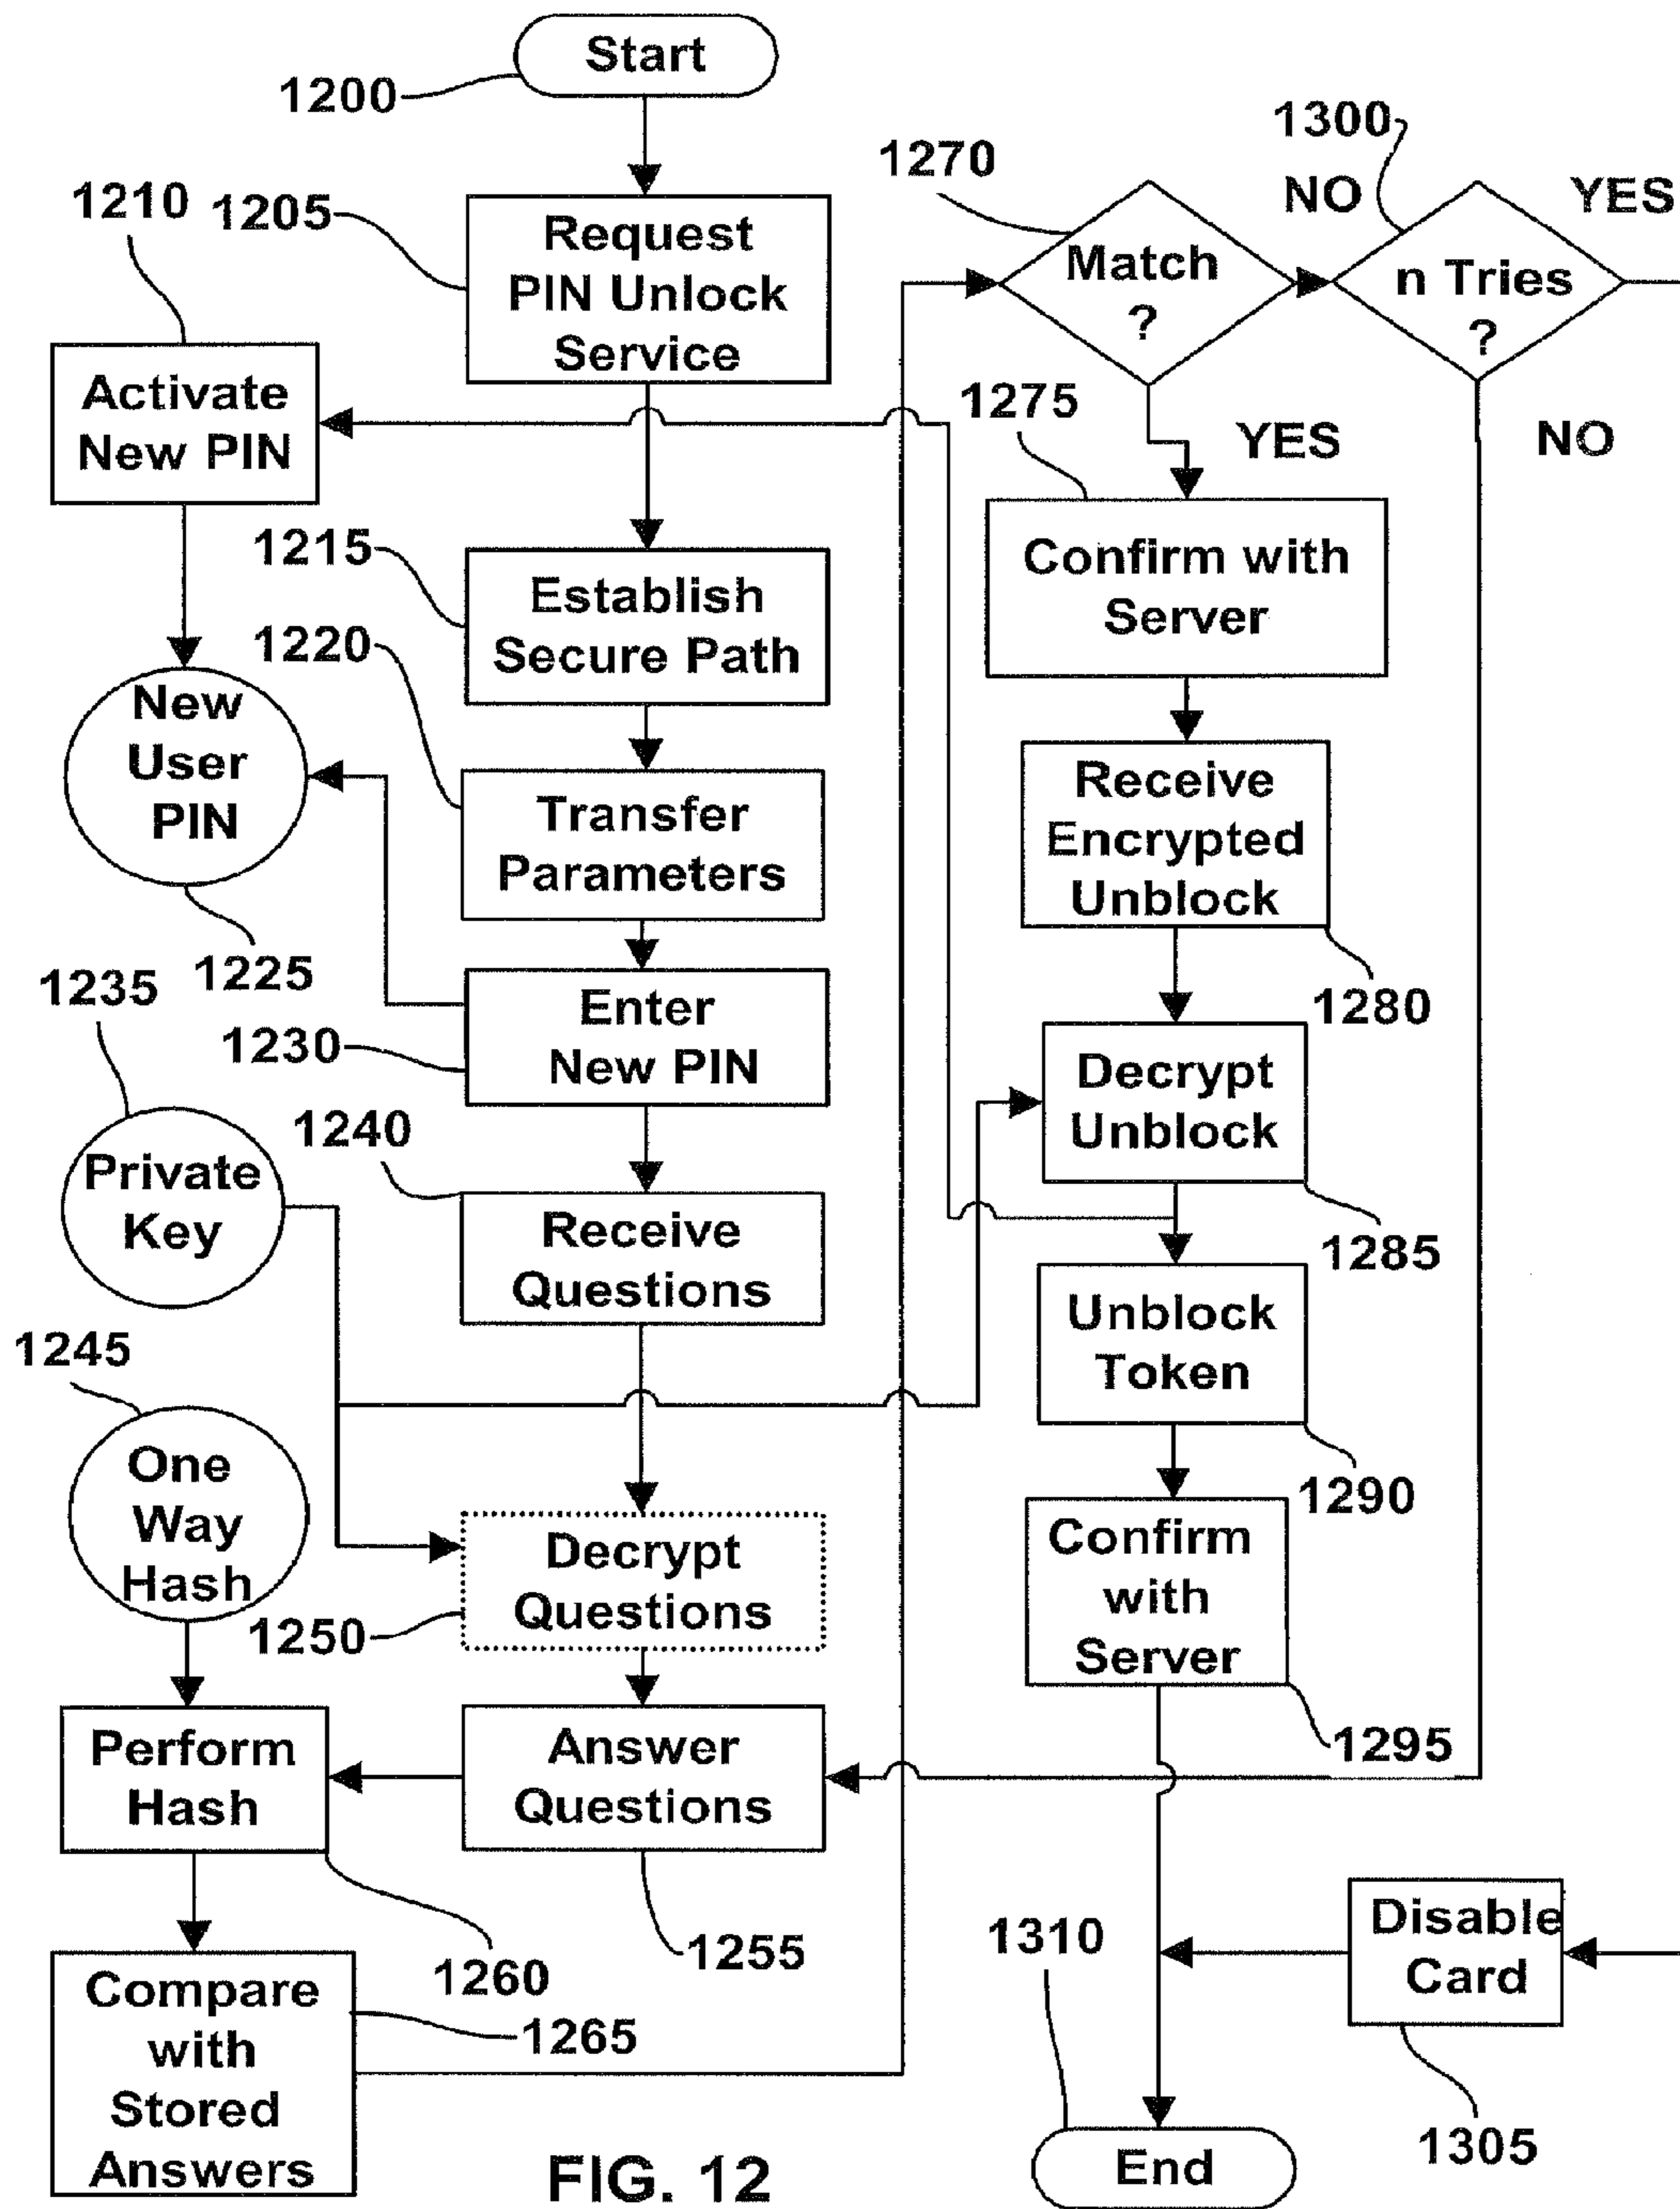 Start
1200
1300
1270
NO
YES
1210
1205
Request
PIN Unlock
Service
Match
?
n Tries
?
Activate
New PIN
1275
YES
NO
1215
Establish
Secure Path
Confirm with
Server
1220
New
User
PIN
Transfer
Parameters
Receive
Encrypted
Unblock
1225
1235
1230
Enter
New PIN
1280
Decrypt
Unblock
1240
Private
Key
Receive
Questions
1285
Unblock
Token
1245
One
Way
Hash
1290
Decrypt
Questions
1250
Confirm
with
Server
1295
Perform
Hash
Answer
Questions
1260
1255
1310
Disable
Card
Compare
with
Stored
Answers
1265
1305
End
FIG. 12